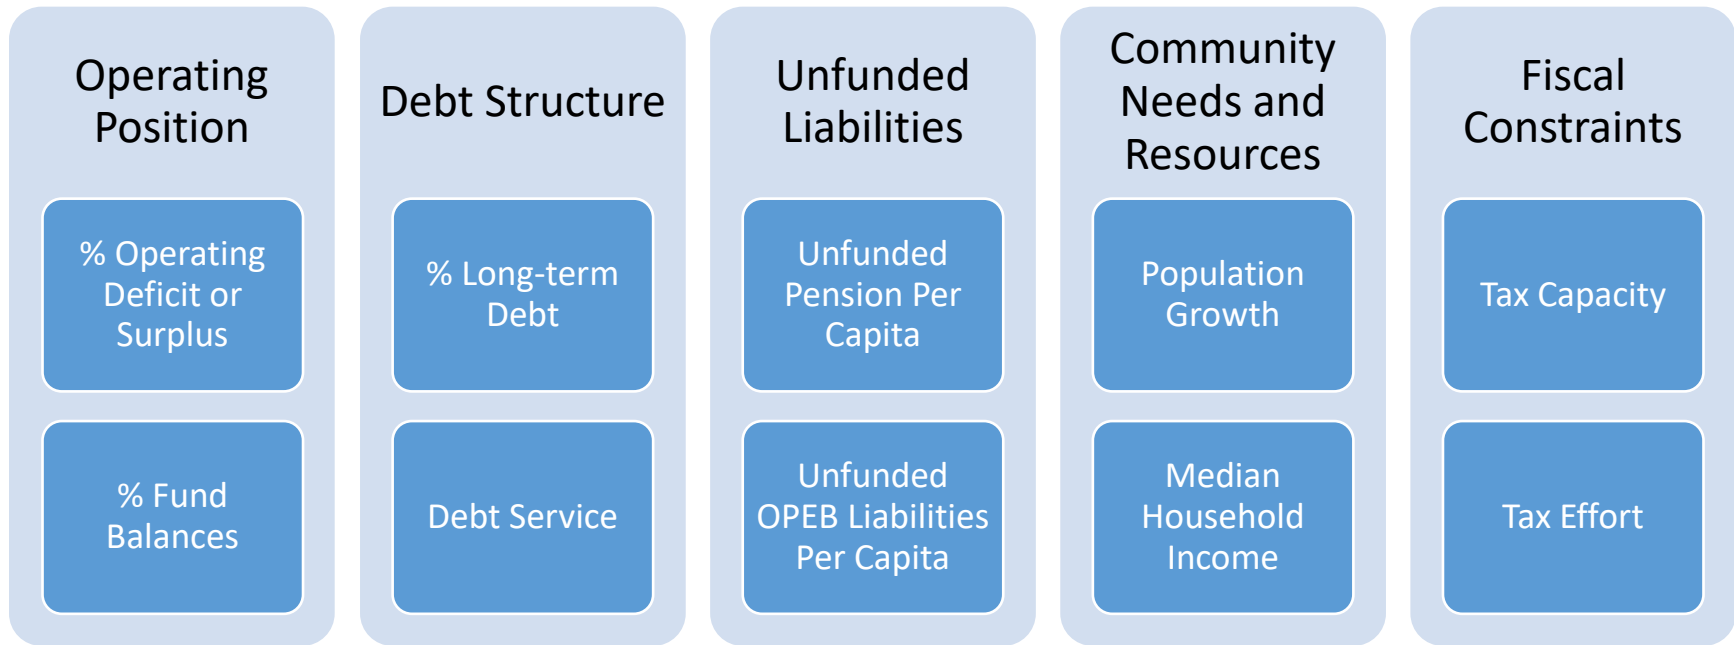 Operating
Position
% Operating
Deficit or
Surplus
% Fund
Balances
Debt Structure
% Long-term
Debt
Debt Service
Unfunded
Liabilities
Unfunded
Pension Per
Capita
Unfunded
OPEB Liabilities
Per Capita
Community
Needs and
Resources
Population
Growth
Median
Household
Income
Fiscal
Constraints
Tax Capacity
Tax Effort